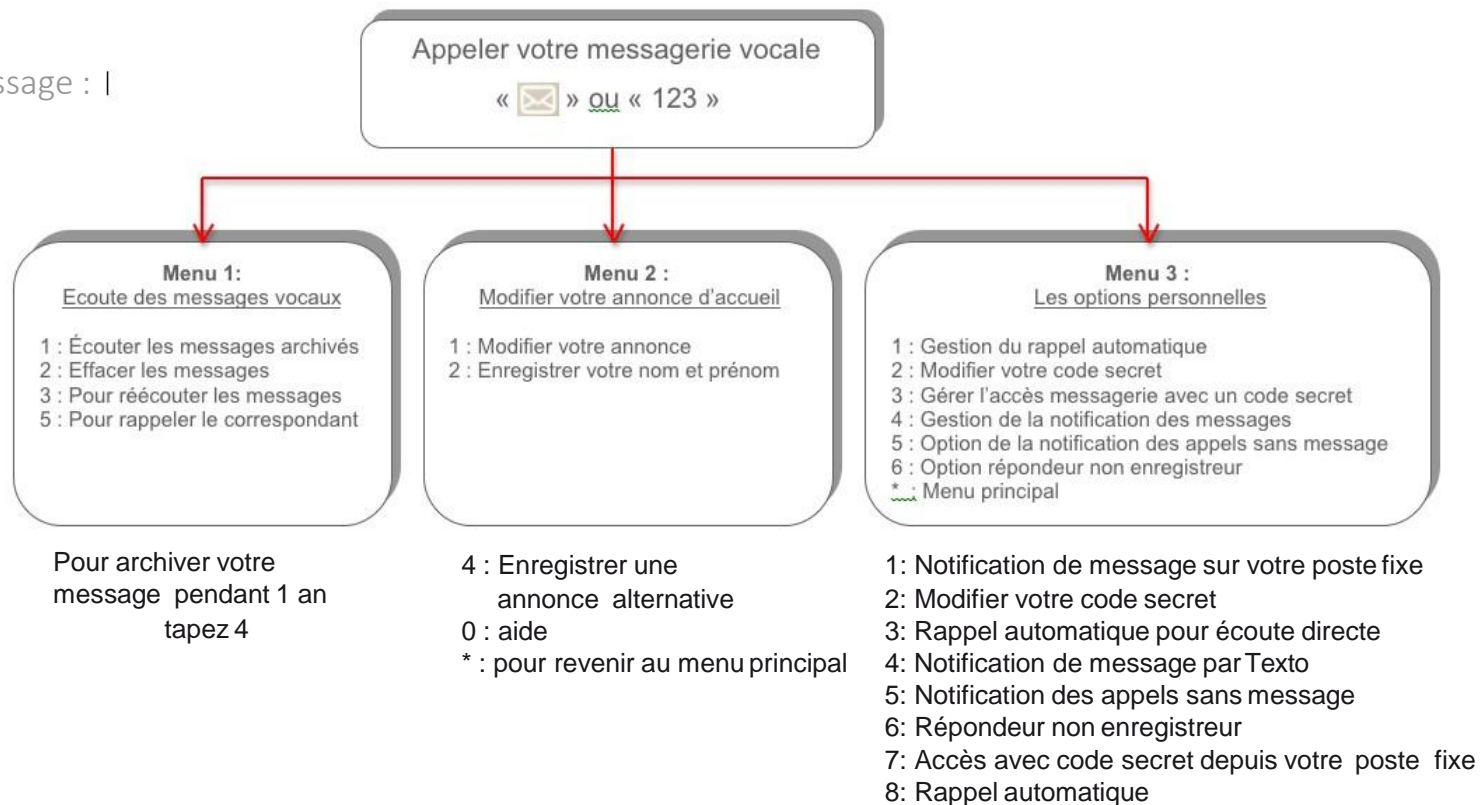 ssage : l
Appeler votre messagerie vocale
« » ou « 123 »
Menu 1:
Ecoute des messages vocaux
1 : Écouter les messages archivés
2 : Effacer les messages
3 : Pour réécouter les messages
5 : Pour rappeler le correspondant
Pour archiver votre
message pendant 1 an
tapez 4
Menu 2 :
Modifier votre annonce d'accueil
1 : Modifier votre annonce
2 : Enregistrer votre nom et prénom
4 : Enregistrer une
annonce alternative
0 : aide
* : pour revenir au menu principal
Menu 3 :
Les options personnelles
1 : Gestion du rappel automatique
2 : Modifier votre code secret
3 : Gérer l'accès messagerie avec un code secret
4 : Gestion de la notification des messages
5 : Option de la notification des appels sans message
6 : Option répondeur non enregistreur
* : Menu principal
1: Notification de message sur votre poste fixe
2: Modifier votre code secret
3: Rappel automatique pour écoute directe
4: Notification de message par Texto
5: Notification des appels sans message
6: Répondeur non enregistreur
7: Accès avec code secret depuis votre poste fixe
8: Rappel automatique